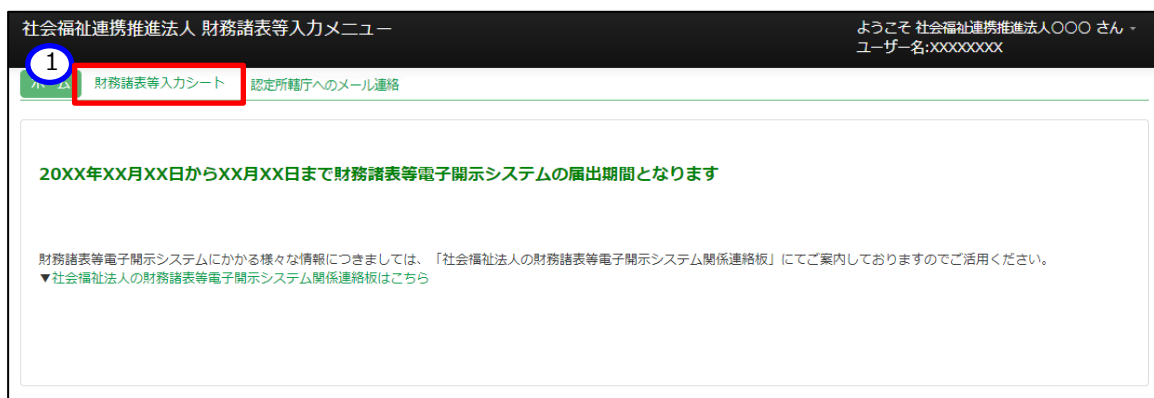 社会福祉連携推進法人 財務諸表等入力メニュー
ようこそ 社会福祉連携推進法人〇〇〇 さん
ユーザー名:XXXXXXXX
1
ホーム 財務諸表等入力シート 認定所轄庁へのメール連絡
20XX年XX月XX日からXX月XX日まで財務諸表等電子開示システムの届出期間となります
財務諸表等電子開示システムにかかる様々な情報につきましては、「社会福祉法人の財務諸表等電子開示システム関係連絡板」にてご案内しておりますのでご活用ください。
▼社会福祉法人の財務諸表等電子開示システム関係連絡板はこちら